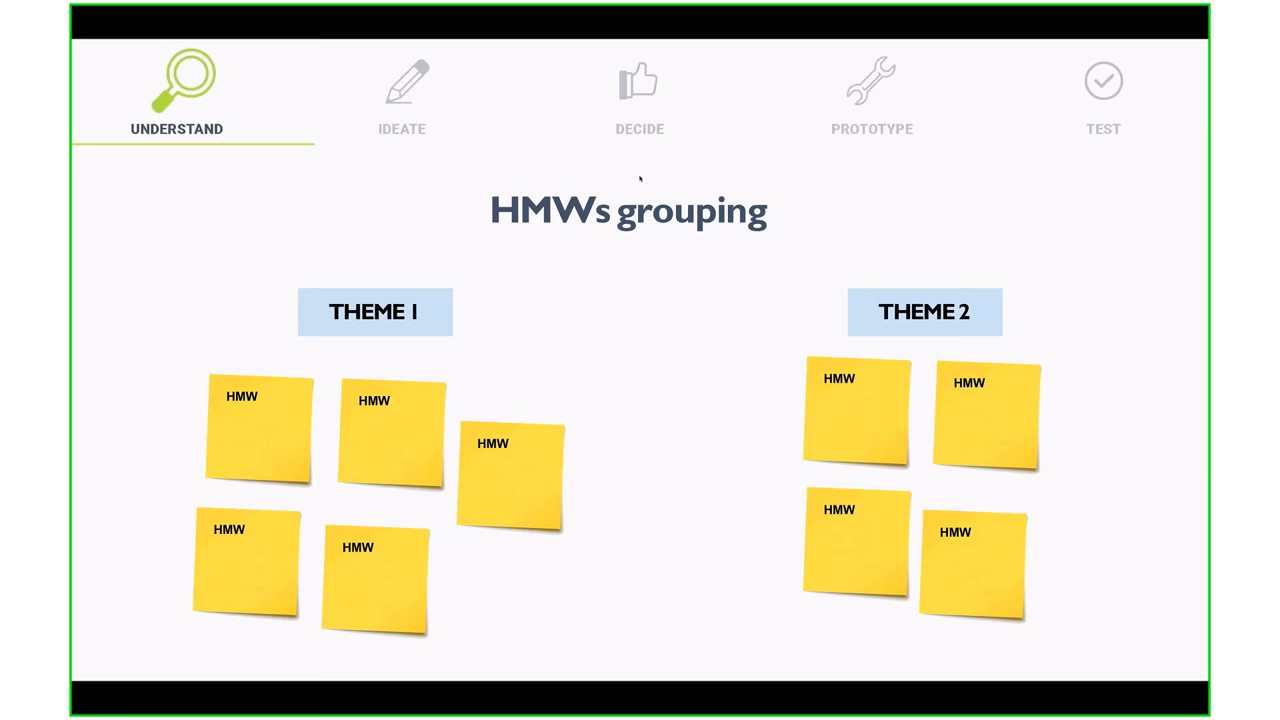 UNDERSTAND
IDEATE
DECIDE
PROTOTYPE
TEST
HMWs grouping
THEME 1
THEME 2
HMW
HMW
HMW
HMW
HMW
HMW
HMW
HMW
HMW